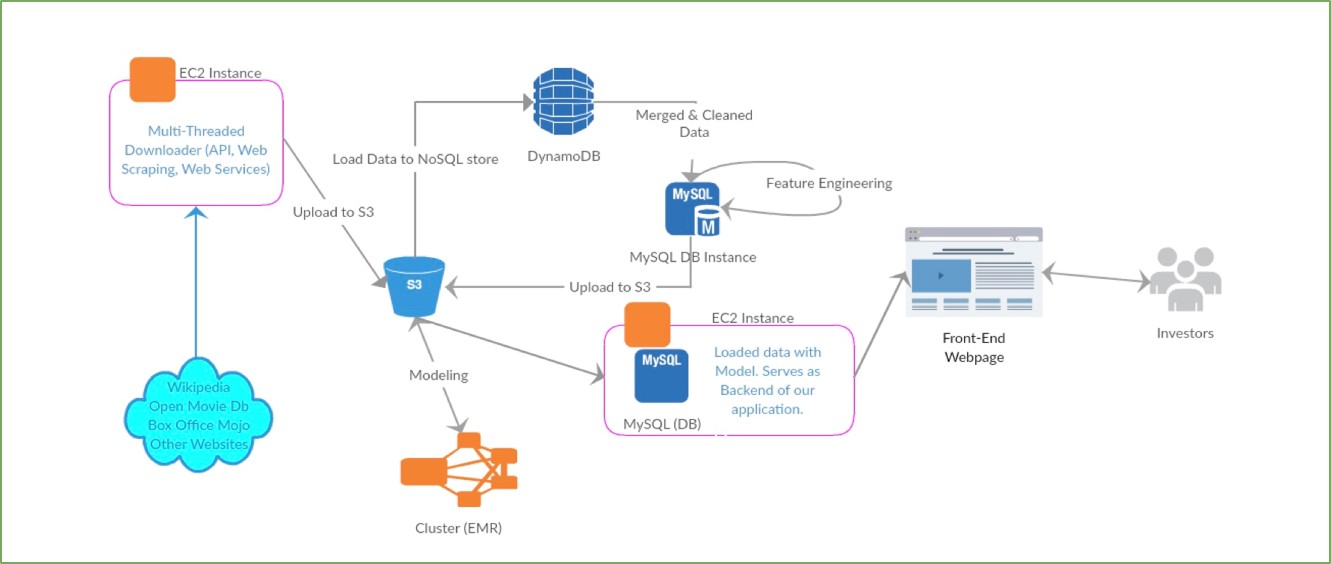 EC2 Instance
Multi-Threaded
Downloader (API, Web
Scraping, Web Services)
Wikipedia
Open Movie Db
Box Office Mojo
Other Websites
Upload to S3
S3
Load Data to NoSQL store
DynamoDB
Merged & Cleaned
Data
MySQL
M
Feature Engineering
MySQL DB Instance
Upload to S3
Modeling
Cluster (EMR)
EC2 Instance
MySQL
MySQL (DB)
Loaded data with
Model. Serves as
Backend of our
application.
Front-End
Webpage
Investors